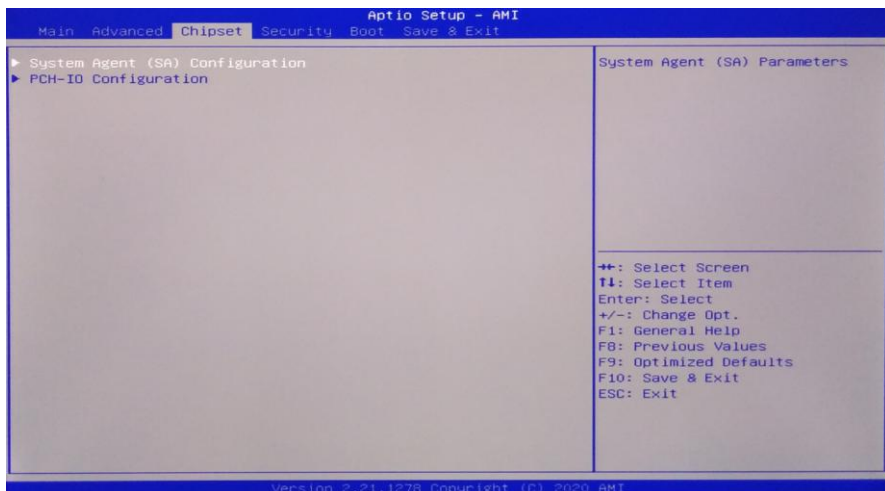 Aptio Setup – AMI
Main Advanced Chipset Security Boot Save & Exit
▶ System Agent (SA) Configuration
▶ PCH-IO Configuration
System Agent (SA) Parameters
→←: Select Screen
↑↓: Select Item
Enter: Select
+/-: Change Opt.
F1: General Help
F8: Previous Values
F9: Optimized Defaults
F10: Save & Exit
ESC: Exit
Version 2.21.1278 Copyright (C) 2020 AMI